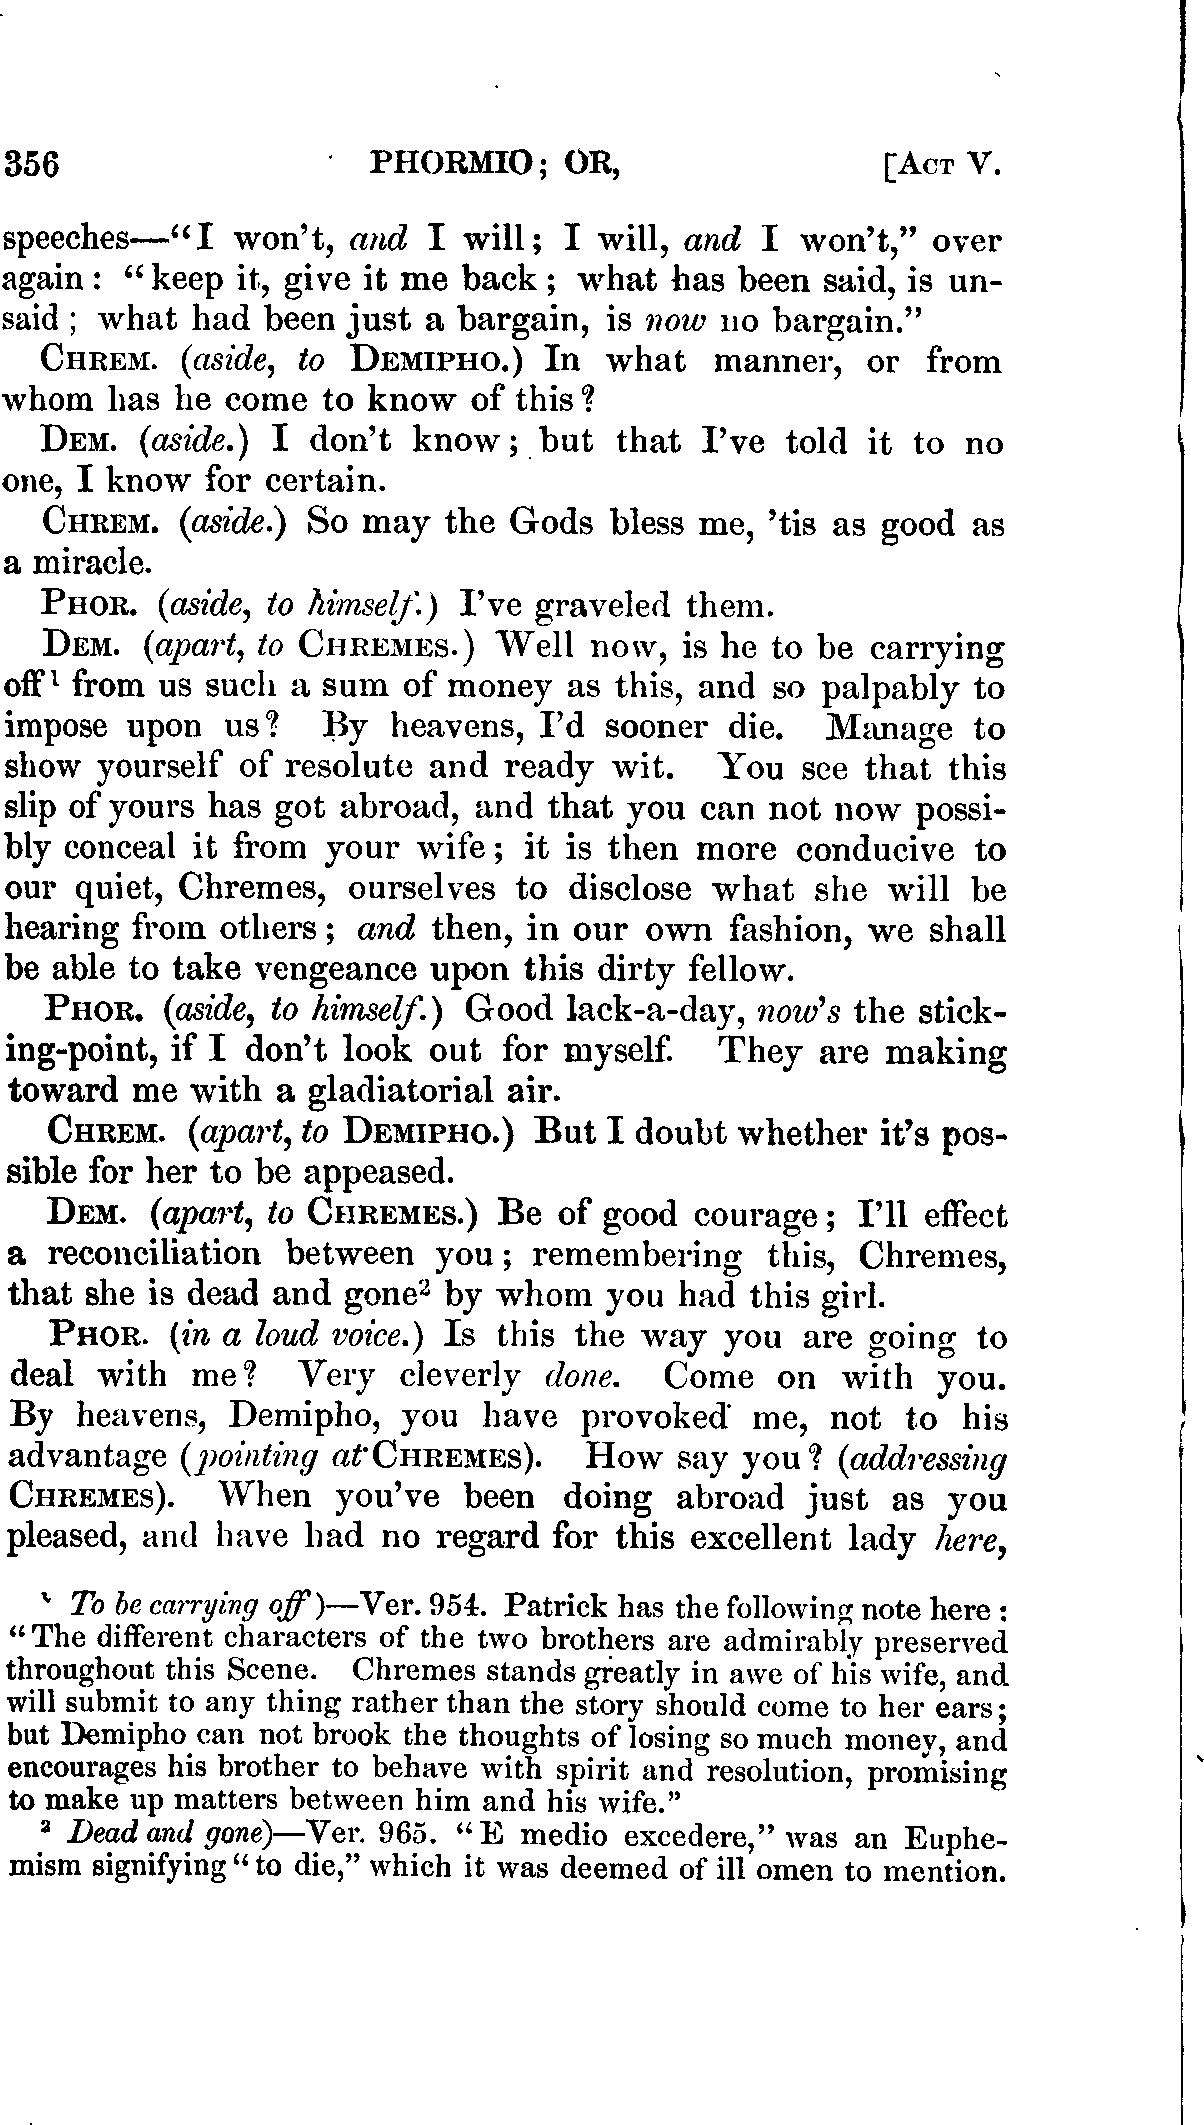 356 PHORMIO; OR, [ACT V.
speeches—“I won't, and I will; I will, and I won't,” over
again: “keep it, give it me back; what has been said, is un-
said; what had been just a bargain, is now no bargain.”
CHREM. (aside, to DEMIPHO.) In what manner, or from
whom has he come to know of this?
DEM. (aside.) I don't know; but that I've told it to no
one, I know for certain.
CHREM. (aside.) So may the Gods bless me, 'tis as good as
a miracle.
PHOR. (aside, to himself.) I've graveled them.
DEM. (apart, to CHREMES.) Well now, is he to be carrying
off¹ from us such a sum of money as this, and so palpably to
impose upon us? By heavens, I'd sooner die. Manage to
show yourself of resolute and ready wit. You see that this
slip of yours has got abroad, and that you can not now possi-
bly conceal it from your wife; it is then more conducive to
our quiet, Chremes, ourselves to disclose what she will be
hearing from others; and then, in our own fashion, we shall
be able to take vengeance upon this dirty fellow.
PHOR. (aside, to himself.) Good lack-a-day, now's the stick-
ing-point, if I don't look out for myself. They are making
toward me with a gladiatorial air.
CHREM. (apart, to DEMIPHO.) But I doubt whether it's pos-
sible for her to be appeased.
DEM. (apart, to CHREMES.) Be of good courage; I'll effect
a reconciliation between you; remembering this, Chremes,
that she is dead and gone² by whom you had this girl.
PHOR. (in a loud voice.) Is this the way you are going to
deal with me? Very cleverly done. Come on with you.
By heavens, Demipho, you have provoked me, not to his
advantage (pointing at CHREMES). How say you? (addressing
CHREMES). When you've been doing abroad just as you
pleased, and have had no regard for this excellent lady here,
¹ To be carrying off)—Ver. 954. Patrick has the following note here:
“The different characters of the two brothers are admirably preserved
throughout this Scene. Chremes stands greatly in awe of his wife, and
will submit to any thing rather than the story should come to her ears;
but Demipho can not brook the thoughts of losing so much money, and
encourages his brother to behave with spirit and resolution, promising
to make up matters between him and his wife.”
² Dead and gone)—Ver. 965. “E medio excedere,” was an Euphe-
mism signifying “to die,” which it was deemed of ill omen to mention.